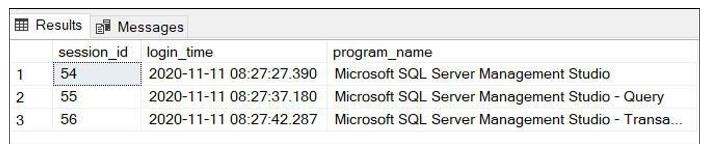 Results Messages
session_id login_time program_name
1 54 2020-11-11 08:27:27.390 Microsoft SQL Server Management Studio
2 55 2020-11-11 08:27:37.180 Microsoft SQL Server Management Studio - Query
3 56 2020-11-11 08:27:42.287 Microsoft SQL Server Management Studio - Transa...